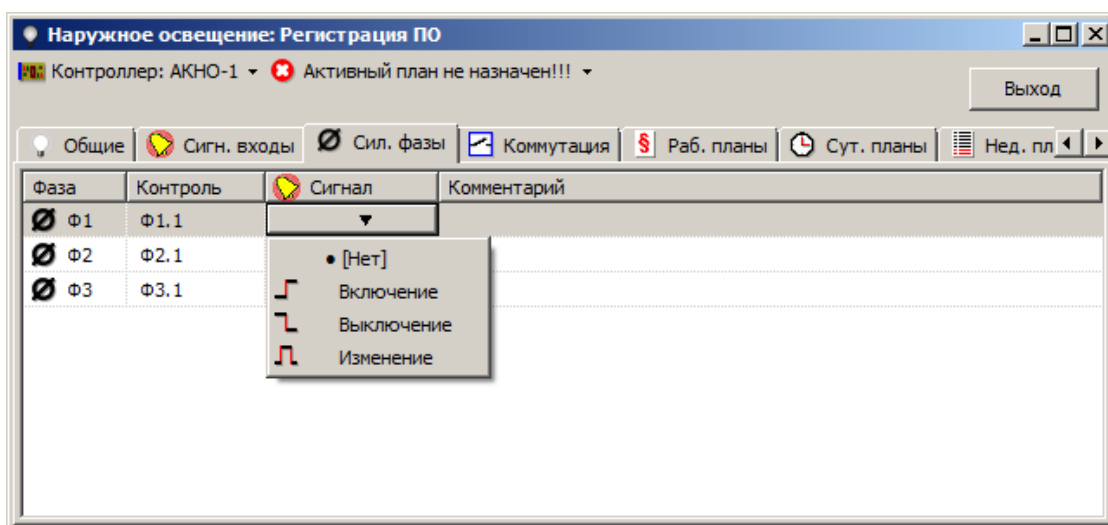 Наружное освещение: Регистрация ПО
Контроллер: АКНО-1 Активный план не назначен!!!
Выход
Общие Сигн. входы Сил. фазы Коммутация § Раб. планы Сут. планы Нед. пл
Фаза Контроль Сигнал Комментарий
Ф1 Ф1.1
Ф2 Ф2.1
Ф3 Ф3.1
• [Нет]
Включение
Выключение
Изменение